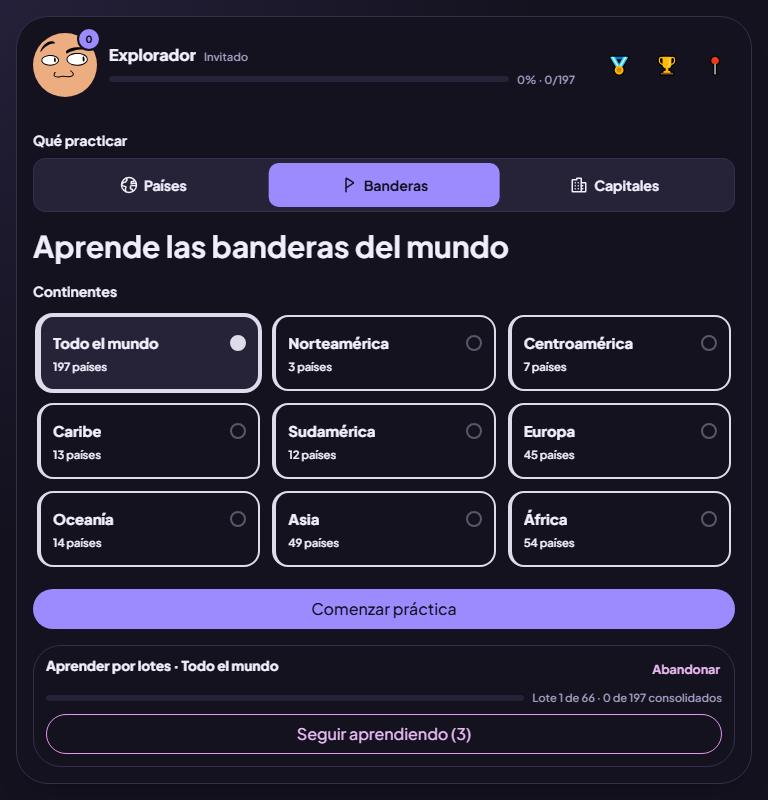 0
Explorador Invitado
0% · 0/197
Qué practicar
Países Banderas Capitales
Aprende las banderas del mundo
Continentes
Todo el mundo
197 países
Norteamérica
3 países
Centroamérica
7 países
Caribe
13 países
Sudamérica
12 países
Europa
45 países
Oceanía
14 países
Asia
49 países
África
54 países
Comenzar práctica
Aprender por lotes · Todo el mundo
Abandonar
Lote 1 de 66 · 0 de 197 consolidados
Seguir aprendiendo (3)